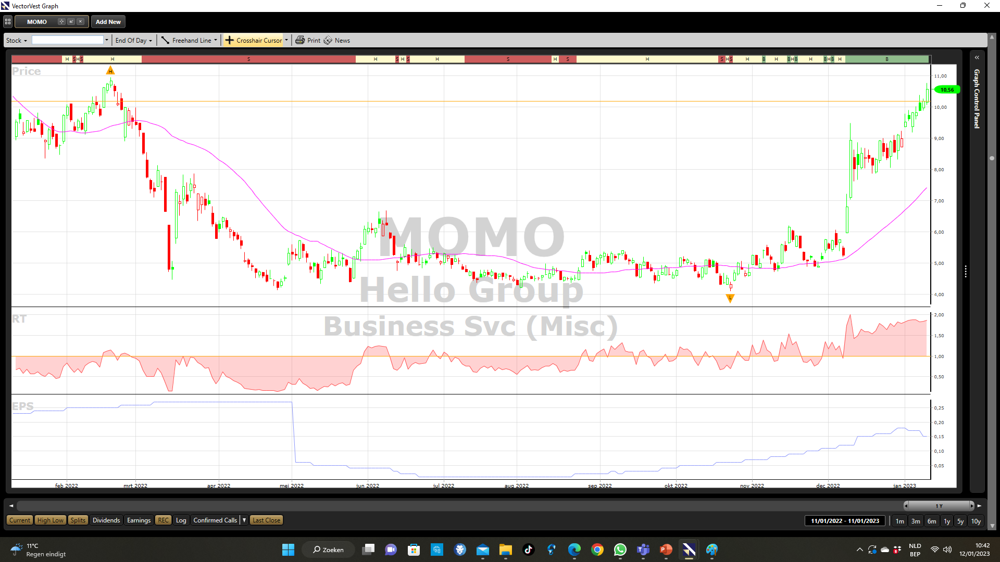 VectorVest Graph
MOMO
Add New
Stock
End Of Day
Freehand Line
Crosshair Cursor
Print
News
H S H S H S H S H S H S H S H S H S H B H B H B H B H B H B
Price
H
11,00
10,56
10,00
9,00
8,00
7,00
6,00
5,00
4,00
MOMO
Hello Group
Business Svc (Misc)
L
RT
2,00
1,50
1,00
0,50
EPS
0,25
0,20
0,15
0,10
0,05
feb 2022 mrt 2022 apr 2022 mei 2022 jun 2022 jul 2022 aug 2022 sep 2022 okt 2022 nov 2022 dec 2022 jan 2023
«
Graph Control Panel
1 Y
Current High Low Splits Dividends Earnings REC Log Confirmed Calls Last Close
11/01/2022 - 11/01/2023
1m 3m 6m 1y 5y 10y
11°C
Regen eindigt
Zoeken
8
NLD
BEP
10:42
12/01/2023